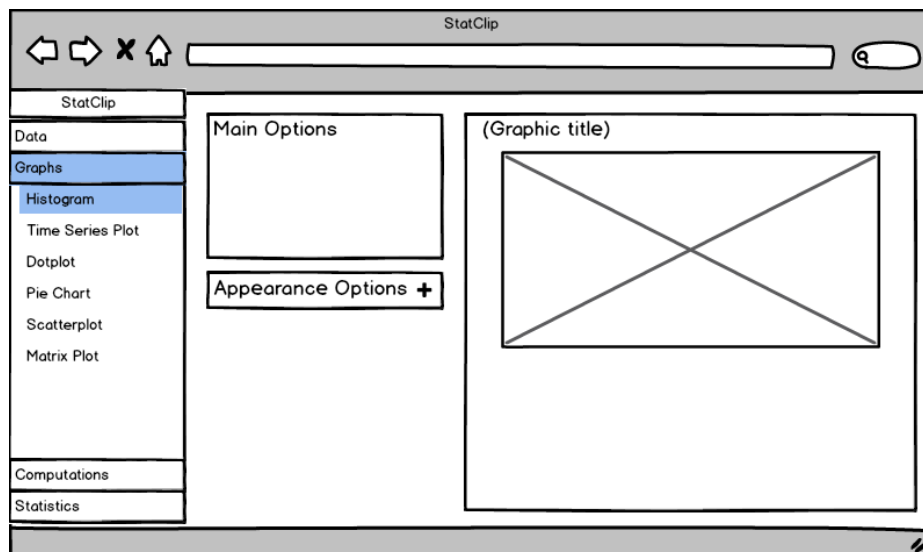 StatClip
StatClip
Data
Graphs
Histogram
Time Series Plot
Dotplot
Pie Chart
Scatterplot
Matrix Plot
Computations
Statistics
Main Options
Appearance Options +
(Graphic title)